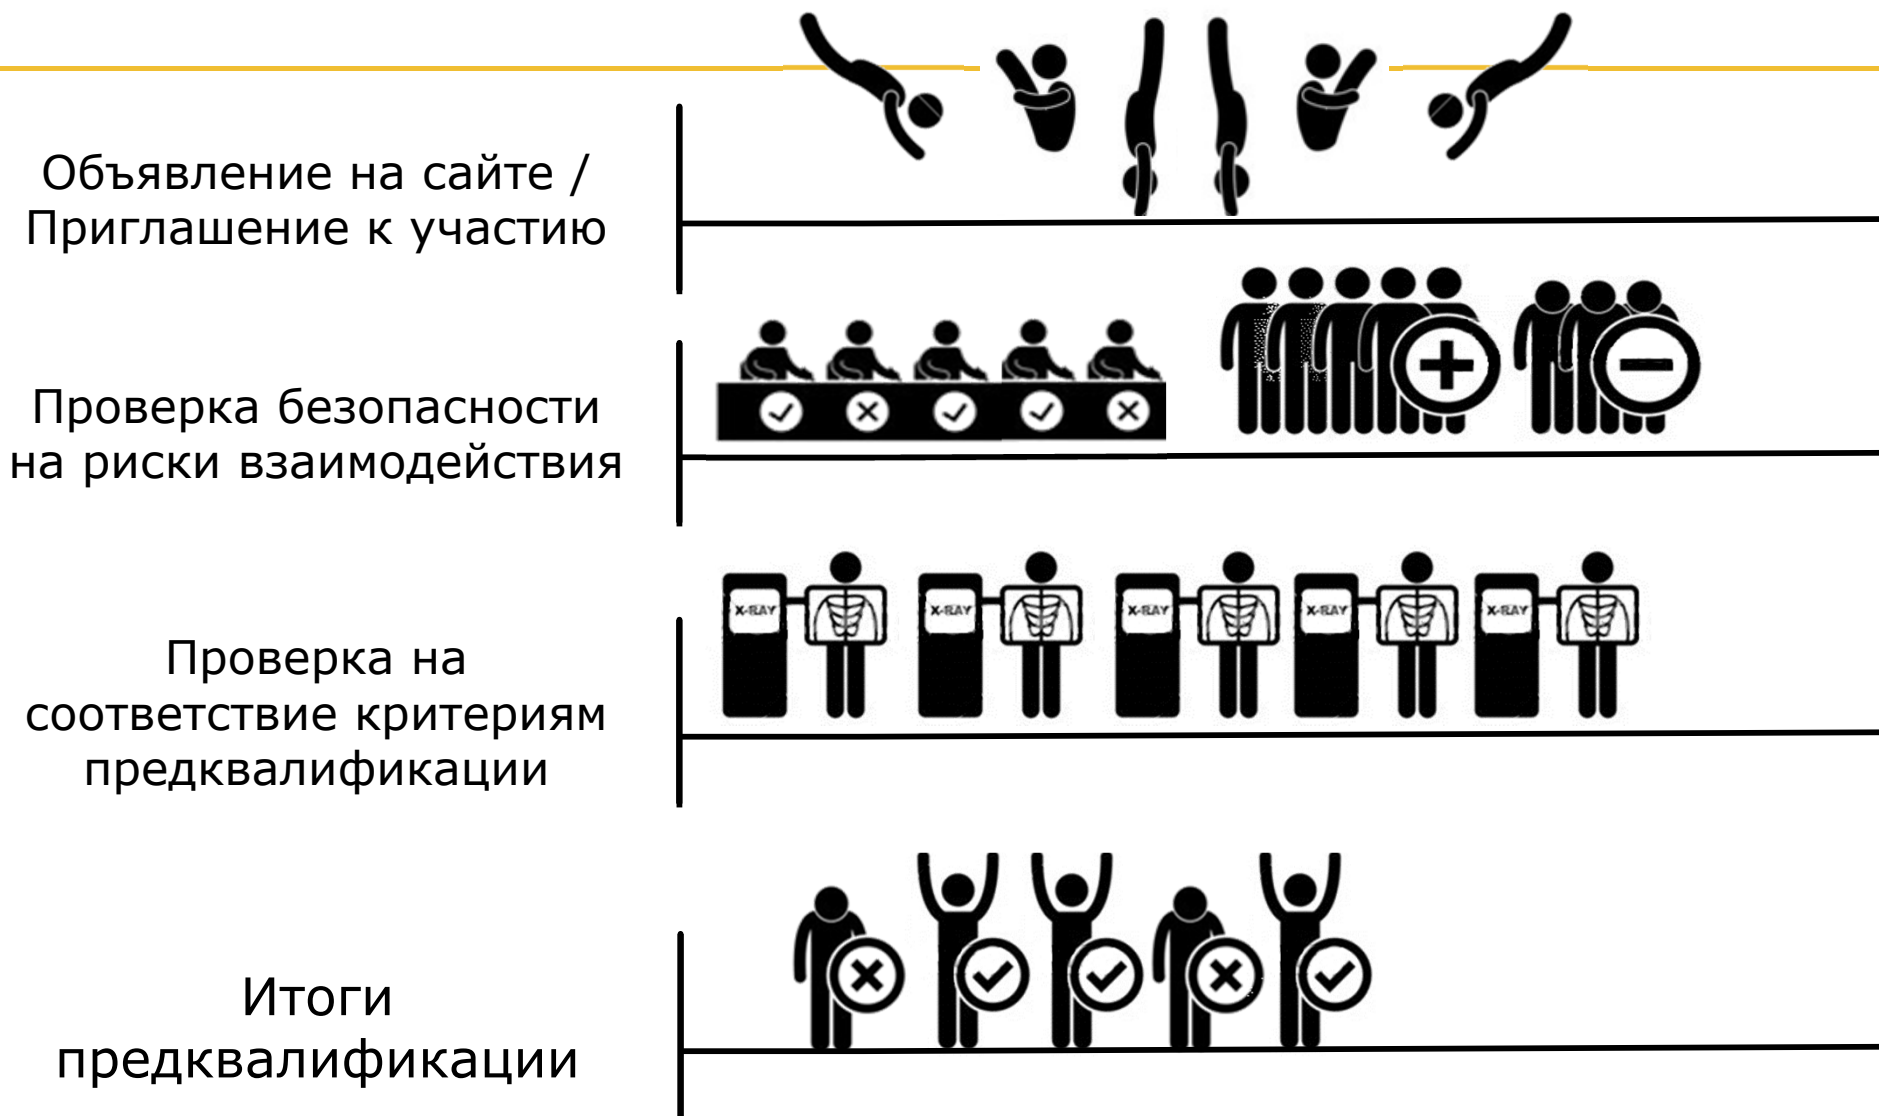 Объявление на сайте /
Приглашение к участию
Проверка безопасности
на риски взаимодействия
X-RAY X-RAY X-RAY X-RAY X-RAY
Проверка на
соответствие критериям
предквалификации
Итоги
предквалификации